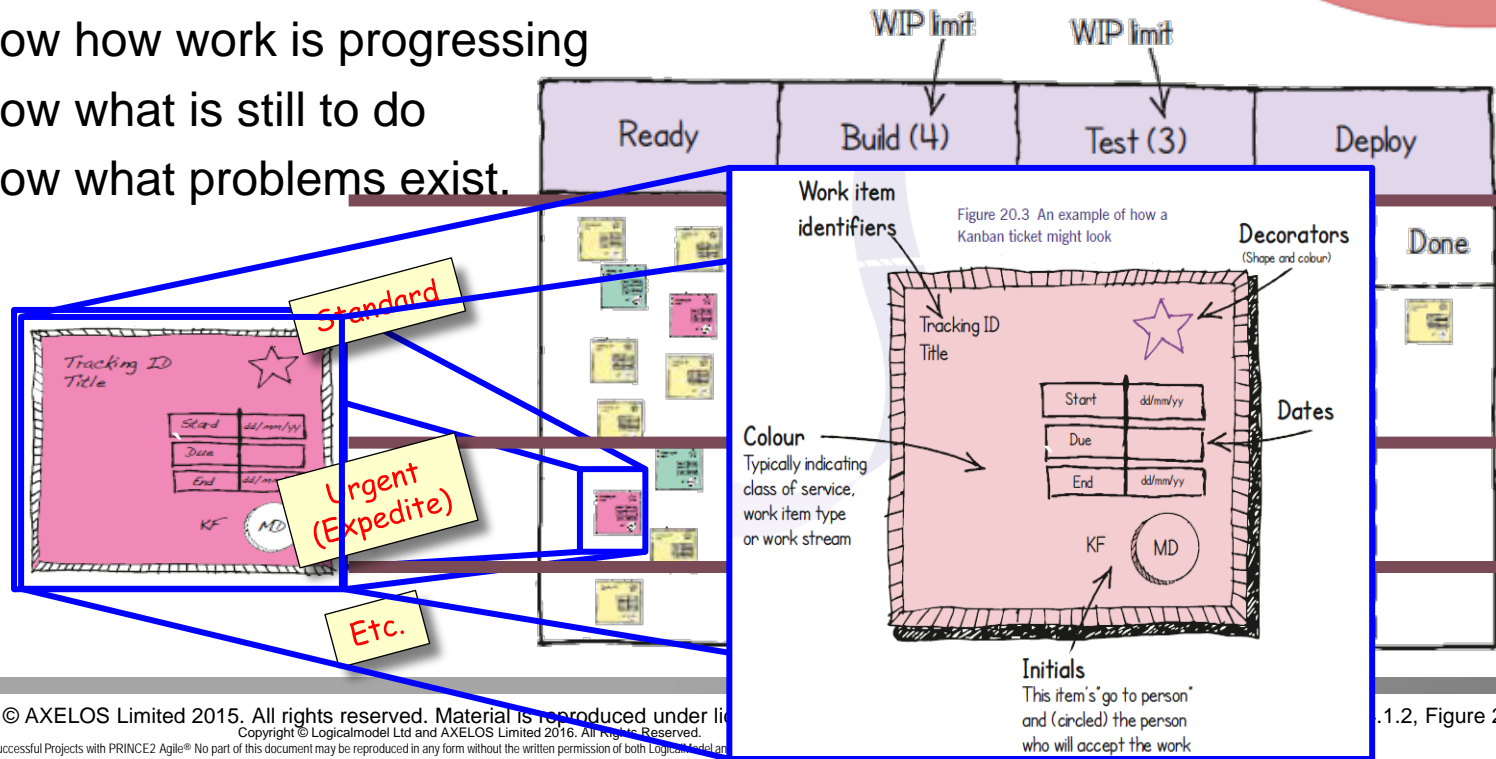 ow how work is progressing
ow what is still to do
ow what problems exist.
WIP limit
WIP limit
Ready
Build (4)
Test (3)
Deploy
Done
Standard
Urgent
(Expedite)
Etc.
Tracking ID
Title
Start
dd/mm/yy
Due
End
KF
MD
Work item
identifiers
Figure 20.3 An example of how a
Kanban ticket might look
Decorators
(Shape and colour)
Tracking ID
Title
Start
dd/mm/yy
Due
End
dd/mm/yy
Dates
Colour
Typically indicating
class of service,
work item type
or work stream
KF
MD
Initials
This item's "go to person"
and (circled) the person
who will accept the work
© AXELOS Limited 2015. All rights reserved. Material is reproduced under li
.1.2, Figure 2
Copyright © Logicalmodel Ltd and AXELOS Limited 2016. All Rights Reserved.
uccessful Projects with PRINCE2 Agile® No part of this document may be reproduced in any form without the written permission of both LogicalModel an